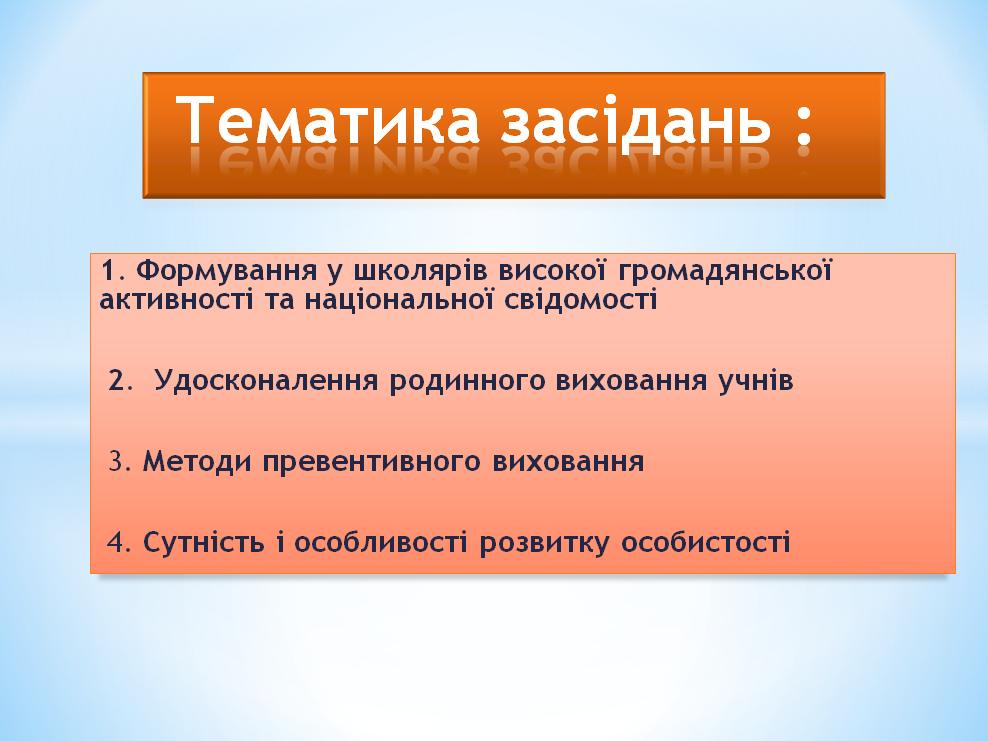 Тематика засідань :
1. Формування у школярів високої громадянської
активності та національної свідомості
2. Удосконалення родинного виховання учнів
3. Методи превентивного виховання
4. Сутність і особливості розвитку особистості